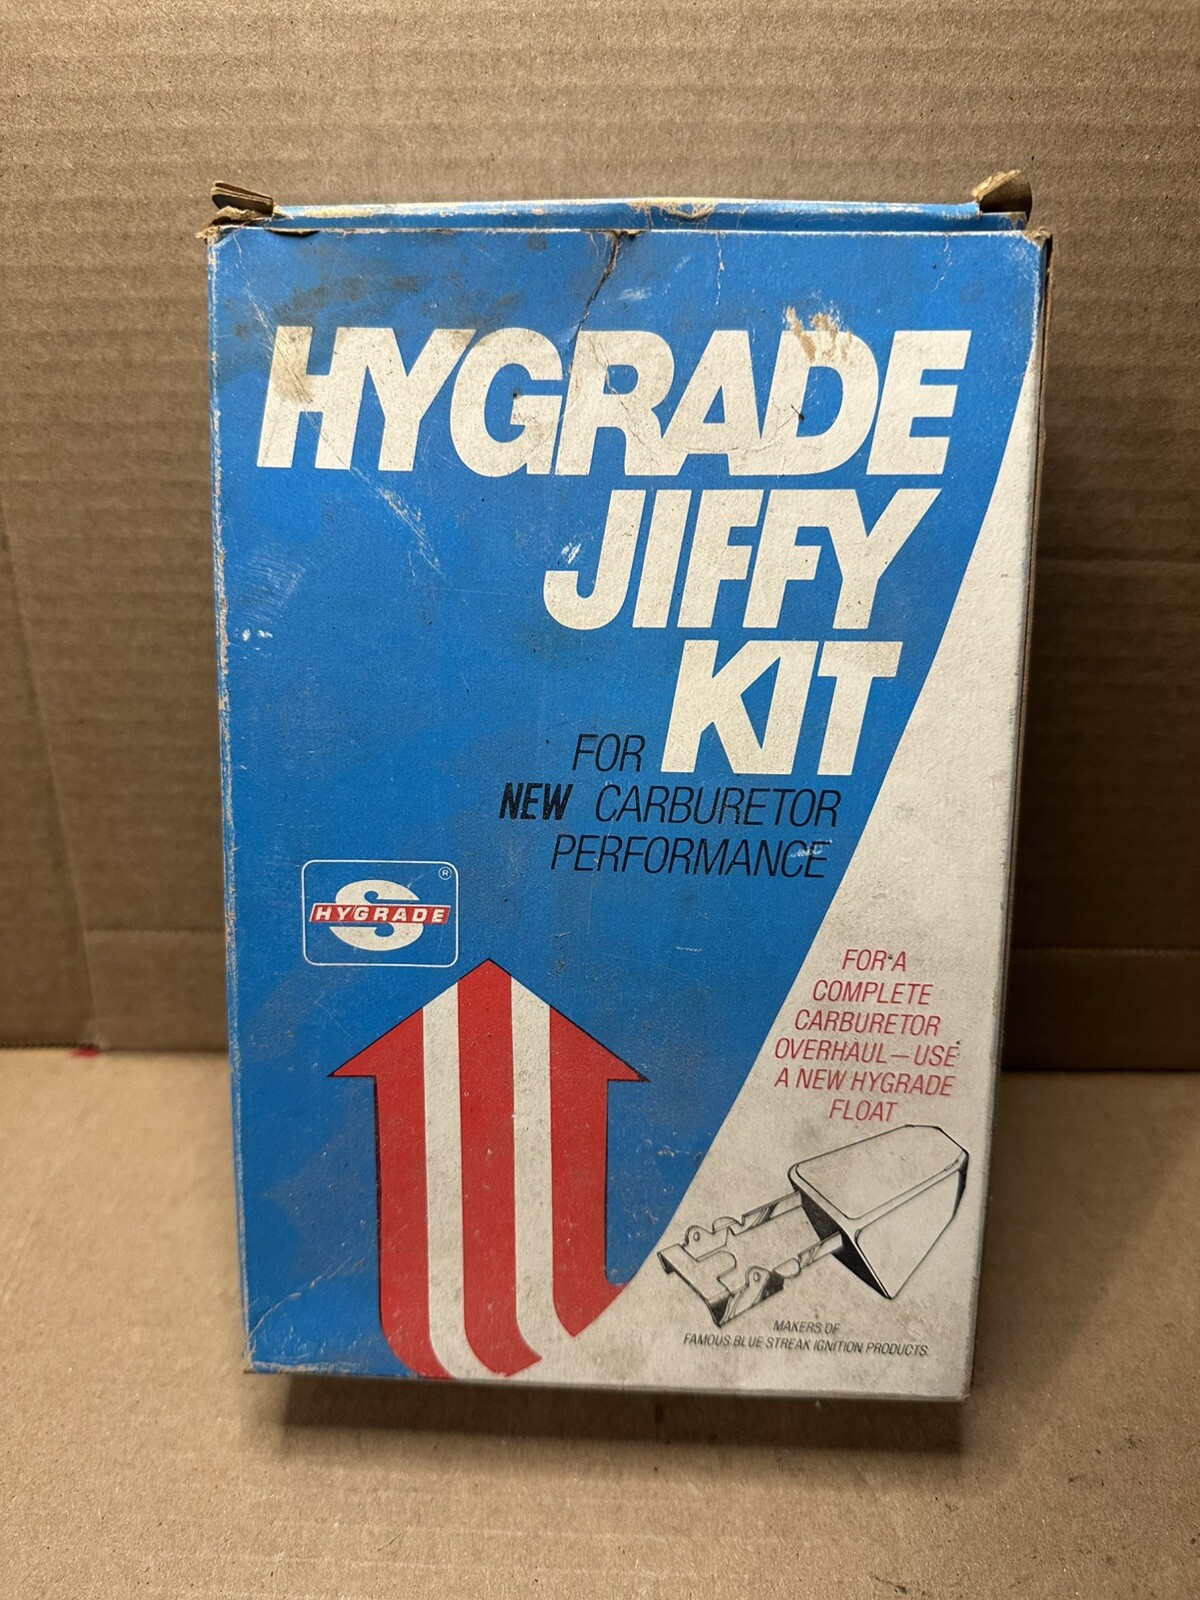 HYGRADE
JIFFY
KIT
FOR
NEW CARBURETOR
PERFORMANCE
®
S
HYGRADE
FOR A
COMPLETE
CARBURETOR
OVERHAUL—USE
A NEW HYGRADE
FLOAT
MAKERS OF
FAMOUS BLUE STREAK IGNITION PRODUCTS.